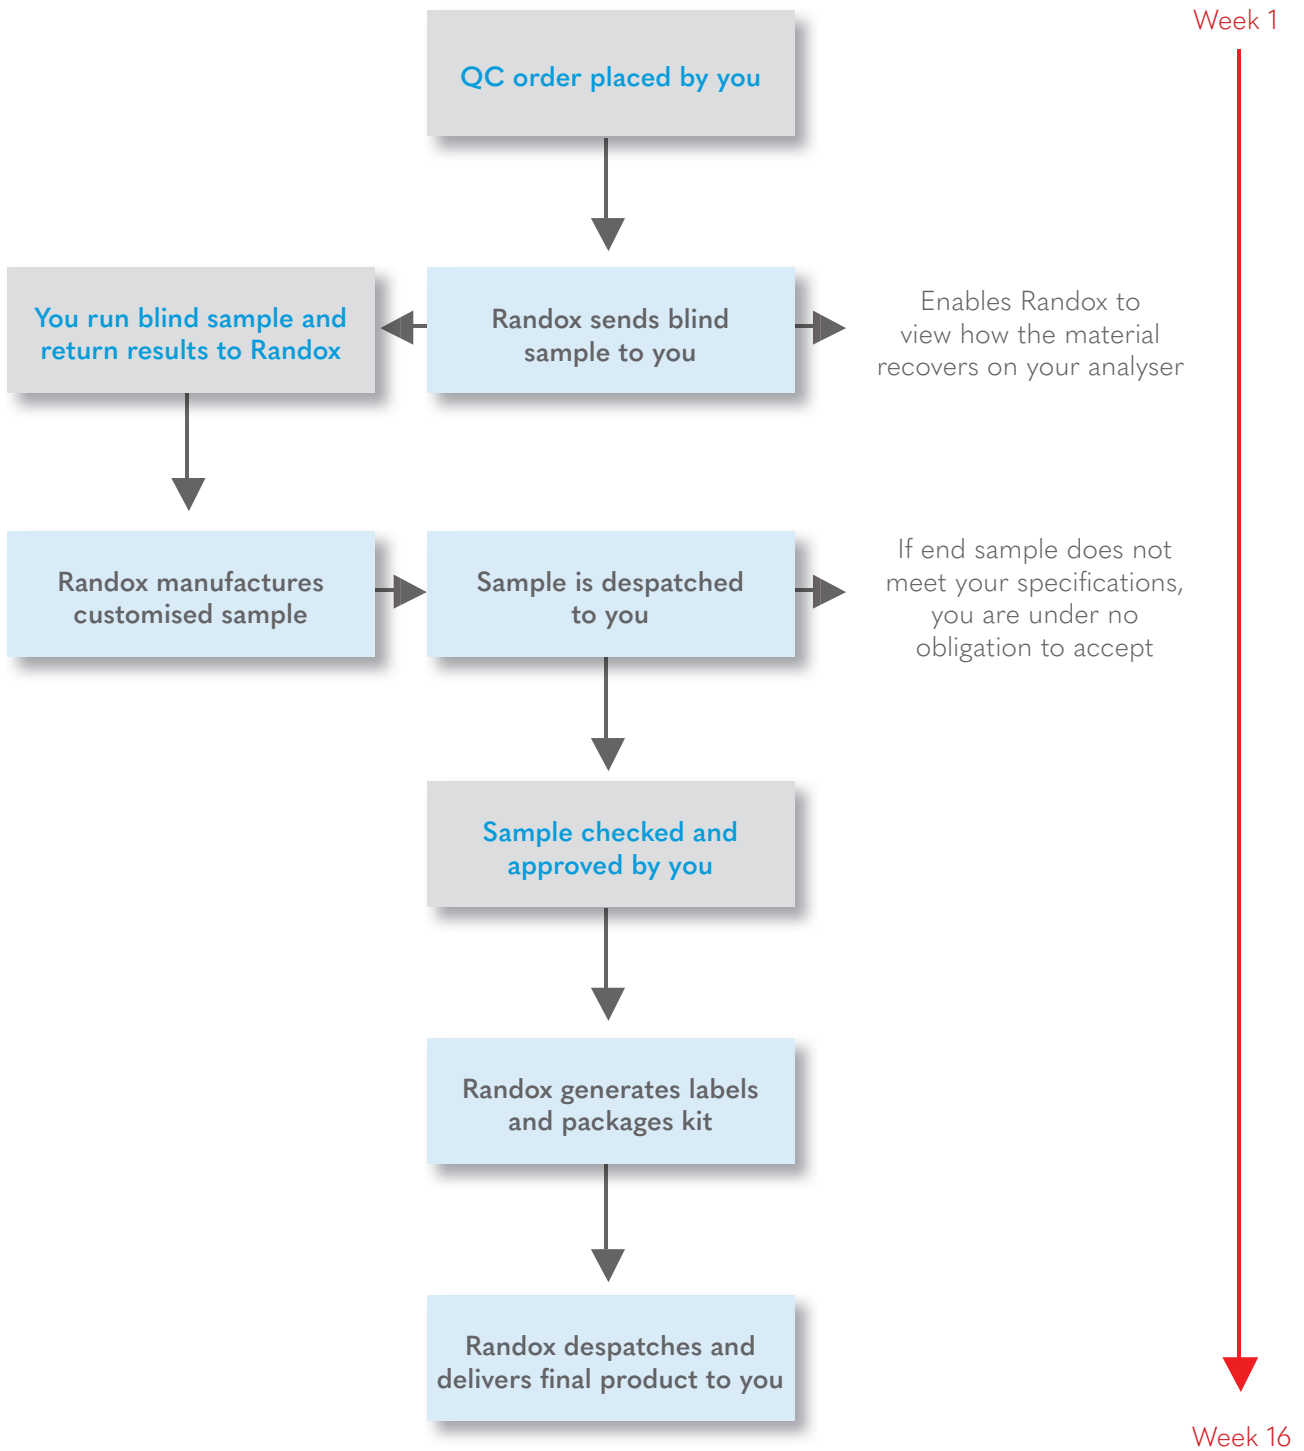 Week 1
QC order placed by you
You run blind sample and
return results to Randox
Randox sends blind
sample to you
Enables Randox to
view how the material
recovers on your analyser
Randox manufactures
customised sample
Sample is despatched
to you
If end sample does not
meet your specifications,
you are under no
obligation to accept
Sample checked and
approved by you
Randox generates labels
and packages kit
Randox despatches and
delivers final product to you
Week 16